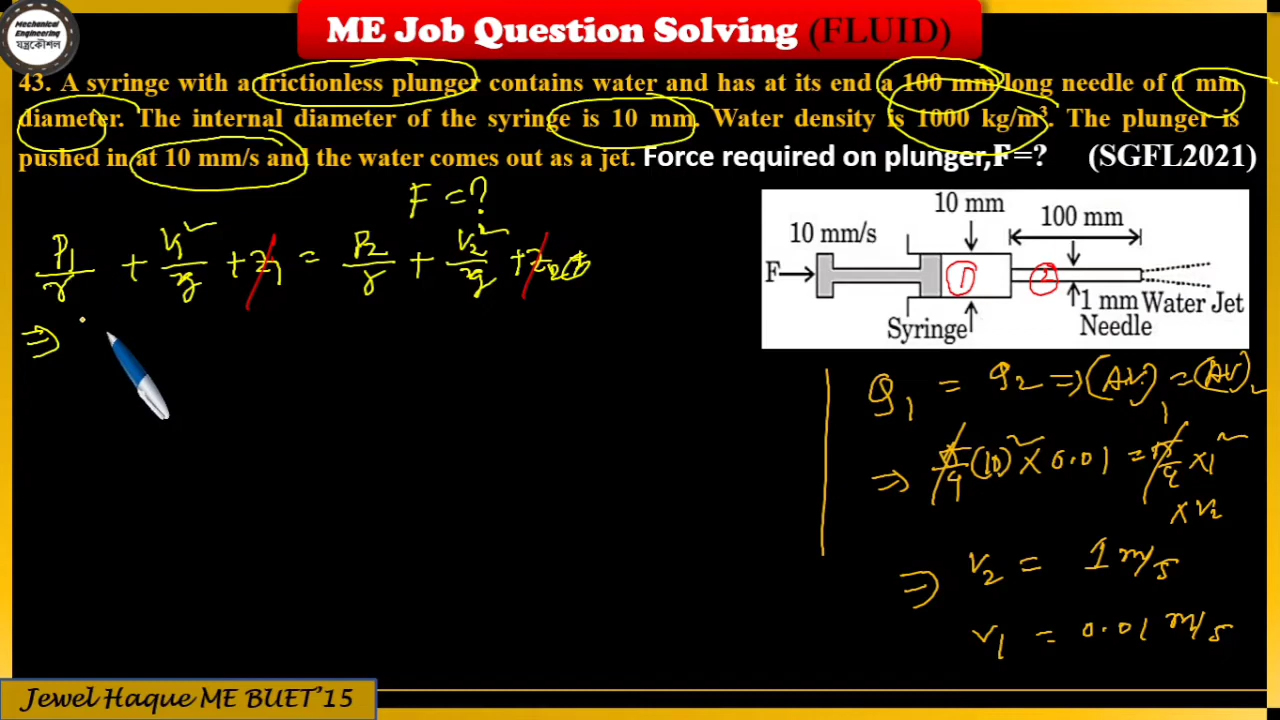 Mechanical
Engineering
যন্ত্রকৌশল
ME Job Question Solving (FLUID)
43. A syringe with a frictionless plunger contains water and has at its end a 100 mm long needle of 1 mm
diameter. The internal diameter of the syringe is 10 mm. Water density is 1000 kg/m³. The plunger is
pushed in at 10 mm/s and the water comes out as a jet. Force required on plunger,F=? (SGFL2021)
F = ?
P₁/γ + V₁²/2g + Z₁ = P₂/γ + V₂²/2g + Z₂
⇒
10 mm
100 mm
10 mm/s
F
1
2
1 mm Water Jet
Syringe
Needle
Q₁ = Q₂ ⇒ (AV)₁ = (AV)₂
⇒ π/4 (10)² × 0.01 = π/4 × 1²
× V₂
⇒ V₂ = 1 m/s
V₁ = 0.01 m/s
Jewel Haque ME BUET'15